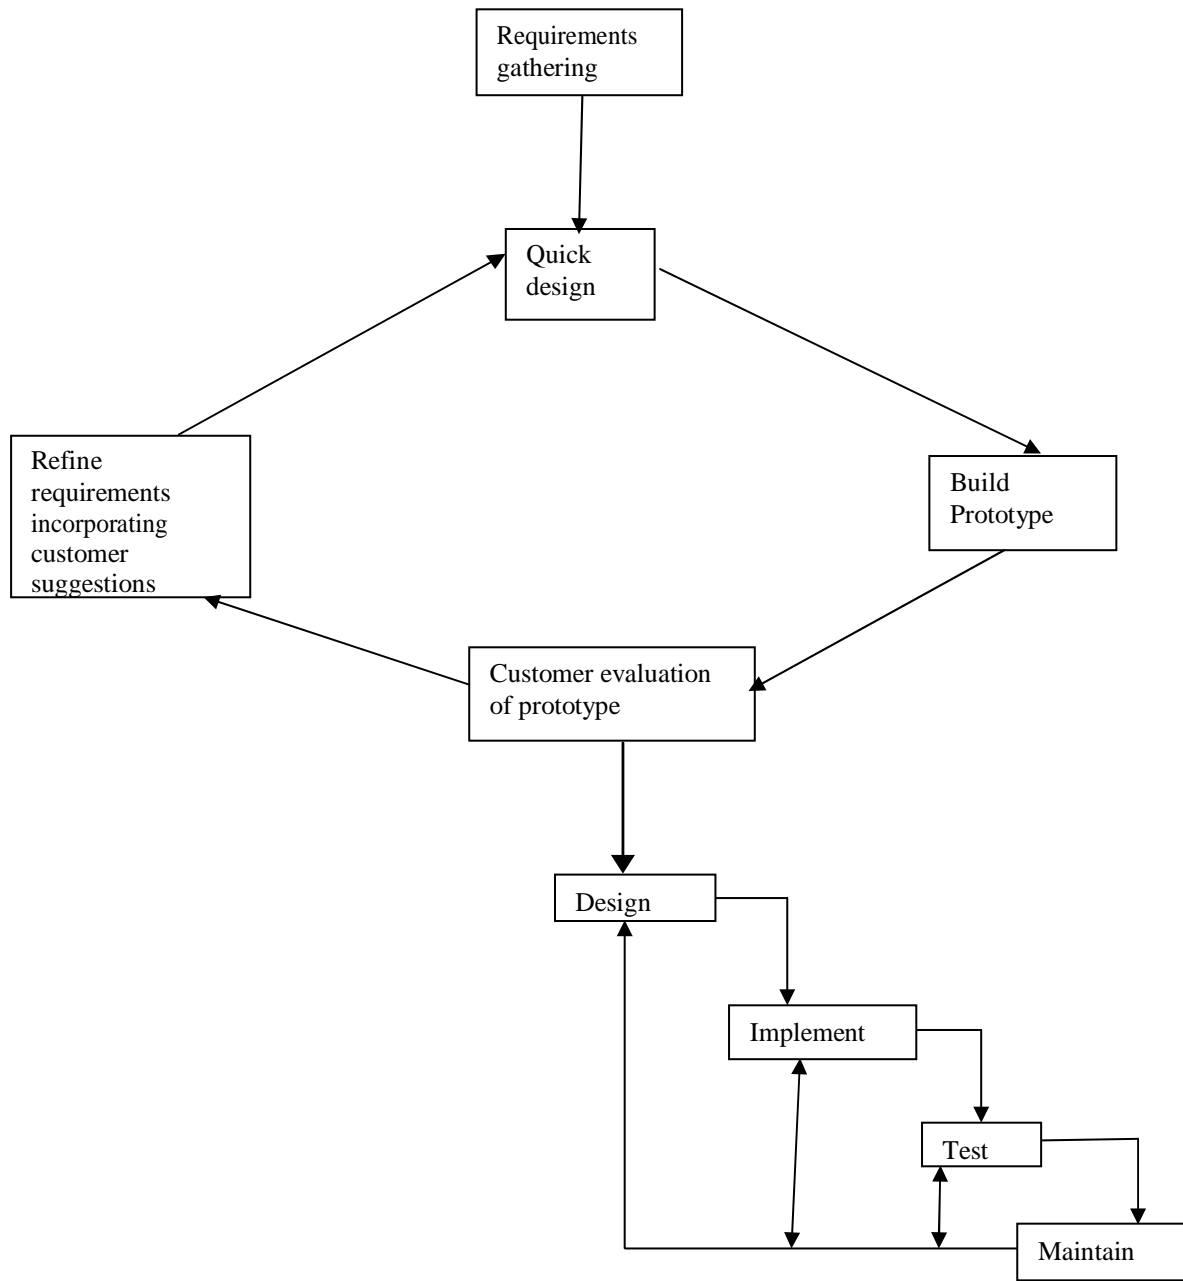 Requirements
gathering
Quick
design
Refine
requirements
incorporating
customer
suggestions
Build
Prototype
Customer evaluation
of prototype
Design
Implement
Test
Maintain